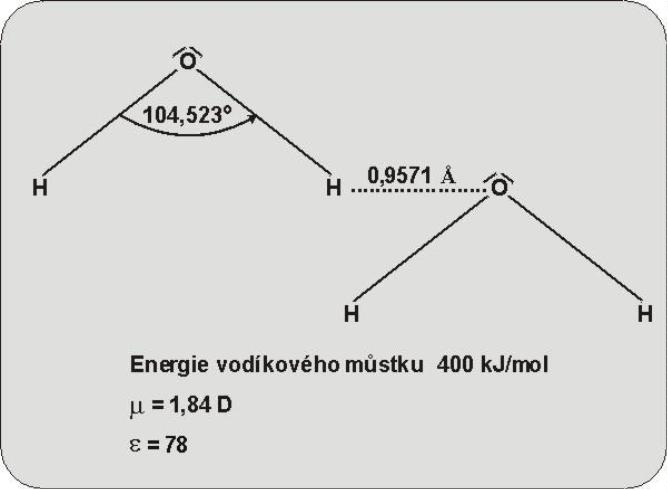 O
104,523°
H
H
0,9571 Å
O
H
H
Energie vodíkového můstku 400 kJ/mol
μ = 1,84 D
ε = 78